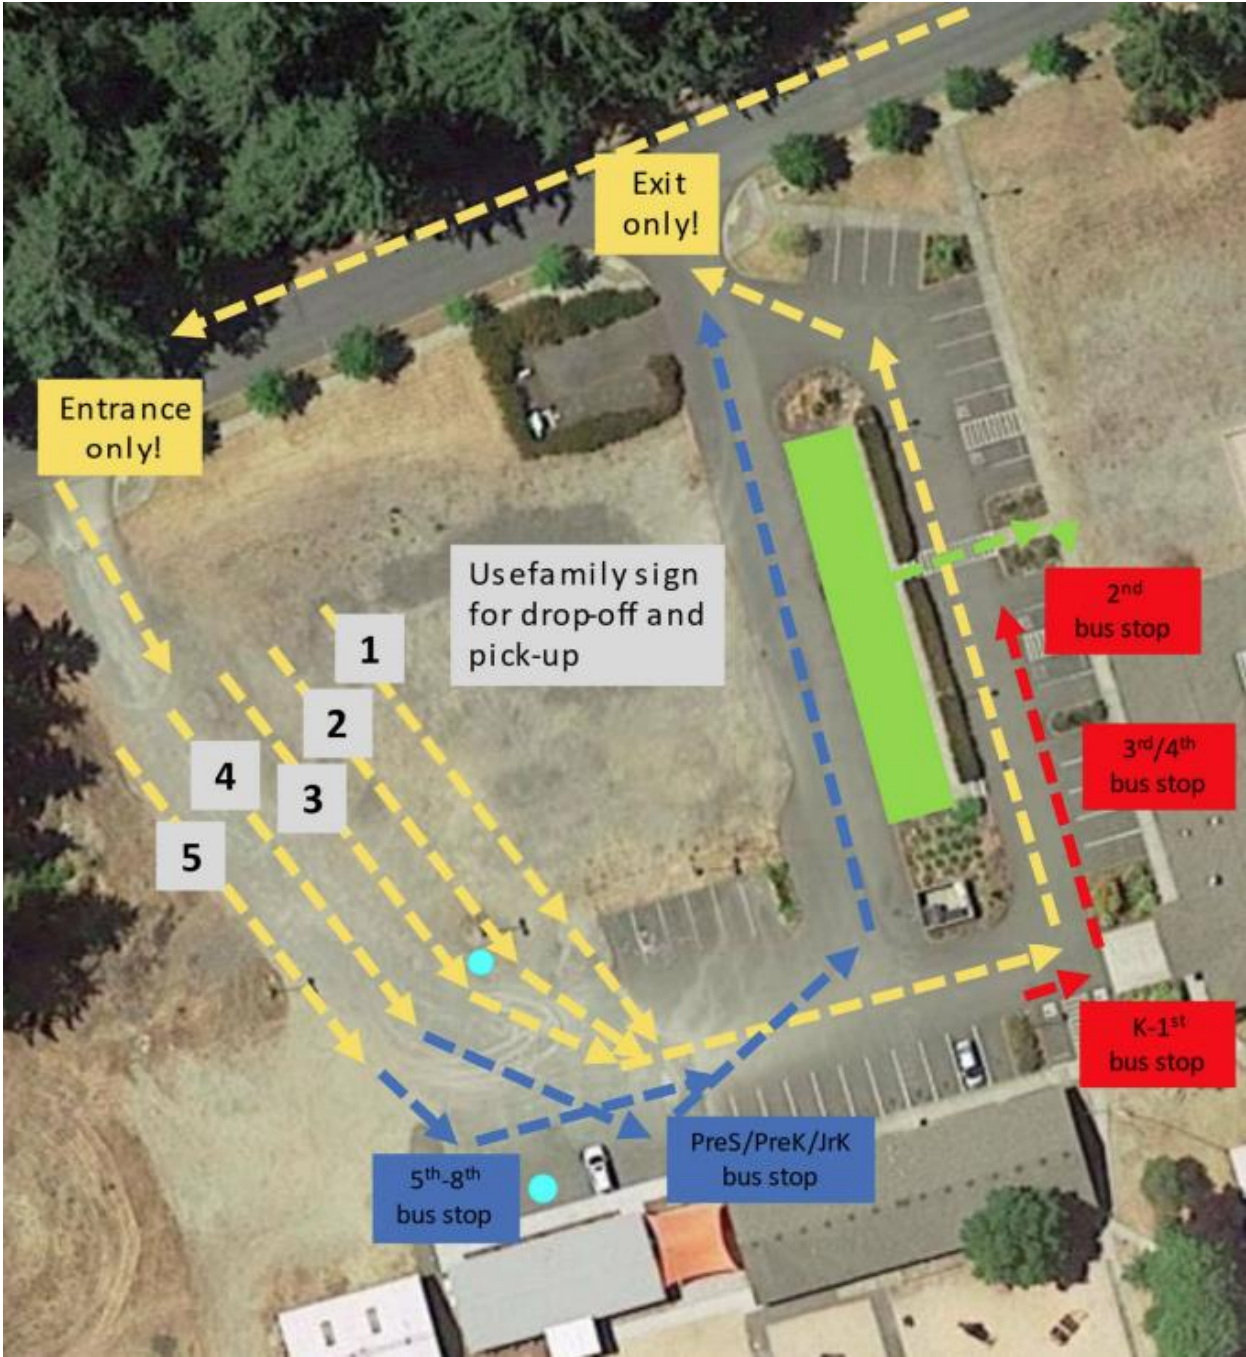 Exit
only!
Entrance
only!
Usefamily sign
for drop-off and
pick-up
1
2
3
4
5
2nd
bus stop
3rd/4th
bus stop
K-1st
bus stop
PreS/PreK/JrK
bus stop
5th-8th
bus stop